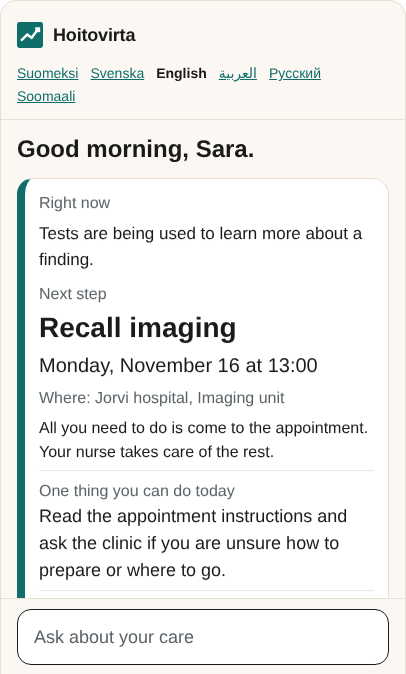 Hoitovirta
Suomeksi Svenska English العربية Русский
Soomaali
Good morning, Sara.
Right now
Tests are being used to learn more about a
finding.
Next step
Recall imaging
Monday, November 16 at 13:00
Where: Jorvi hospital, Imaging unit
All you need to do is come to the appointment.
Your nurse takes care of the rest.
One thing you can do today
Read the appointment instructions and
ask the clinic if you are unsure how to
prepare or where to go.
Ask about your care